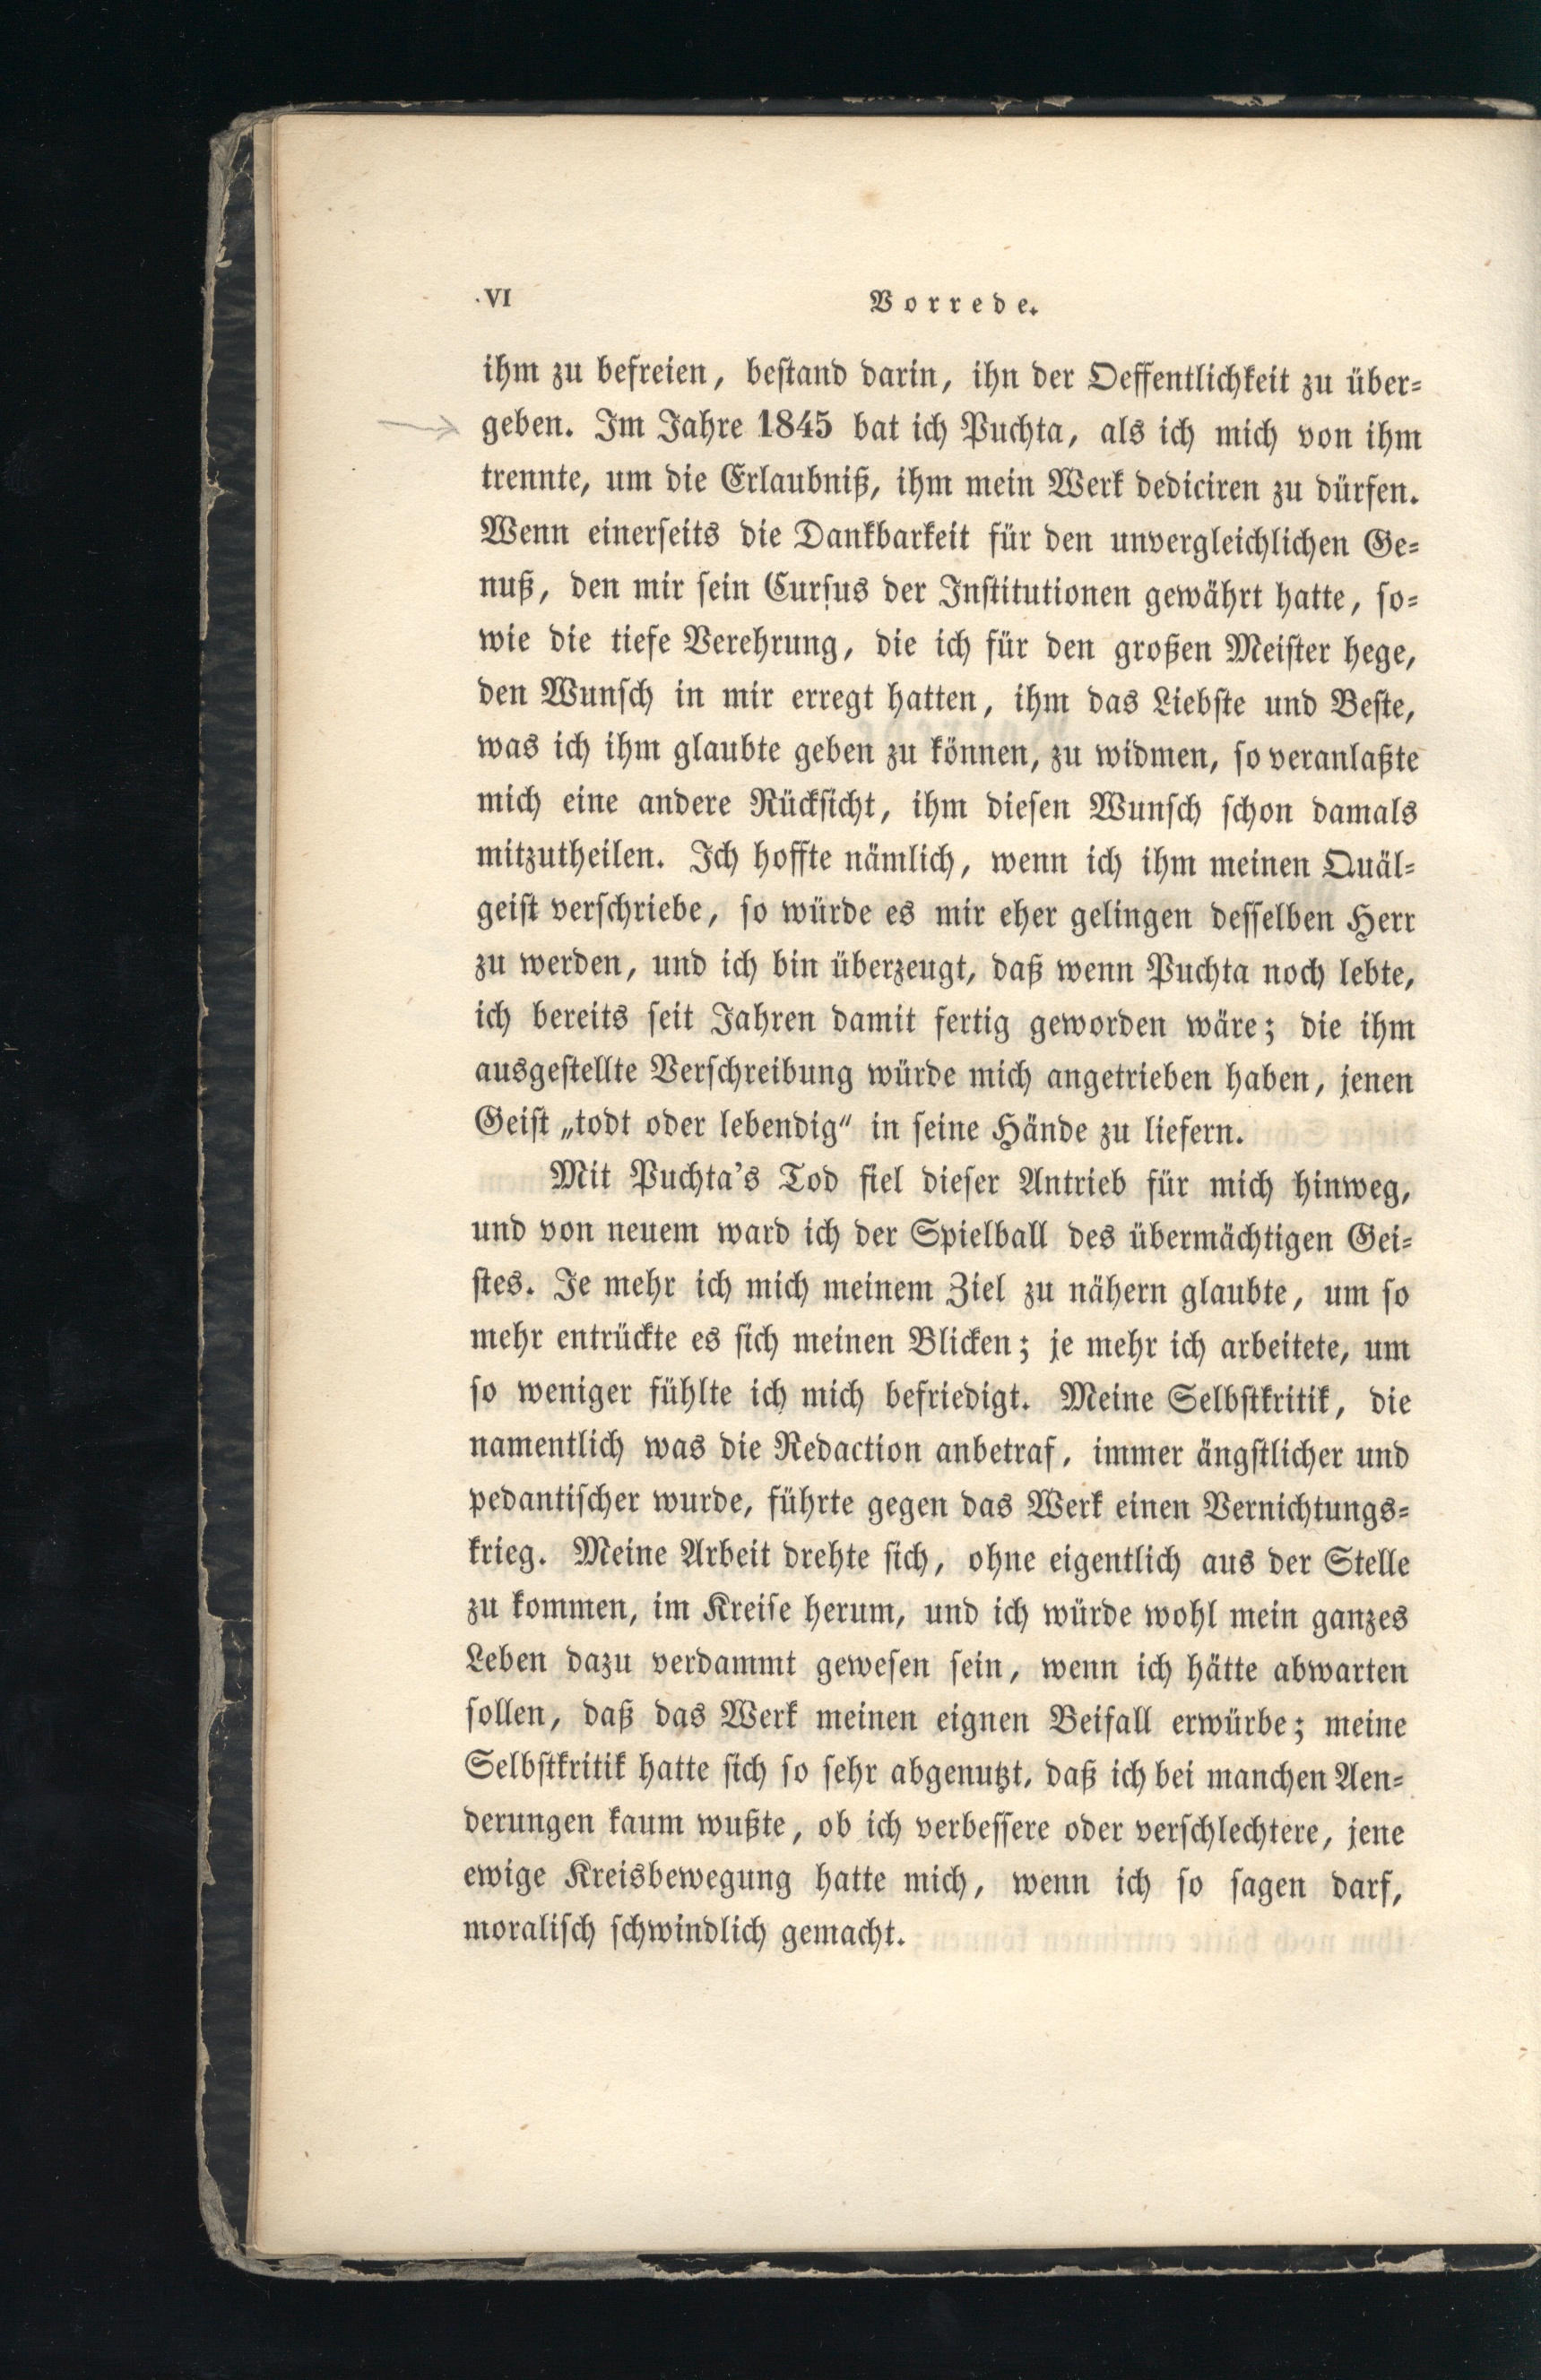 VI
Vorrede.
ihm zu befreien, bestand darin, ihn der Oeffentlichkeit zu über-
geben. Im Jahre 1845 bat ich Puchta, als ich mich von ihm
trennte, um die Erlaubniß, ihm mein Werk dediciren zu dürfen.
Wenn einerseits die Dankbarkeit für den unvergleichlichen Ge-
nuß, den mir sein Cursus der Institutionen gewährt hatte, so-
wie die tiefe Verehrung, die ich für den großen Meister hege,
den Wunsch in mir erregt hatten, ihm das Liebste und Beste,
was ich ihm glaubte geben zu können, zu widmen, so veranlaßte
mich eine andere Rücksicht, ihm diesen Wunsch schon damals
mitzutheilen. Ich hoffte nämlich, wenn ich ihm meinen Quäl-
geist verschriebe, so würde es mir eher gelingen desselben Herr
zu werden, und ich bin überzeugt, daß wenn Puchta noch lebte,
ich bereits seit Jahren damit fertig geworden wäre; die ihm
ausgestellte Verschreibung würde mich angetrieben haben, jenen
Geist „todt oder lebendig“ in seine Hände zu liefern.
Mit Puchta's Tod fiel dieser Antrieb für mich hinweg,
und von neuem ward ich der Spielball des übermächtigen Gei-
stes. Je mehr ich mich meinem Ziel zu nähern glaubte, um so
mehr entrückte es sich meinen Blicken; je mehr ich arbeitete, um
so weniger fühlte ich mich befriedigt. Meine Selbstkritik, die
namentlich was die Redaction anbetraf, immer ängstlicher und
pedantischer wurde, führte gegen das Werk einen Vernichtungs-
krieg. Meine Arbeit drehte sich, ohne eigentlich aus der Stelle
zu kommen, im Kreise herum, und ich würde wohl mein ganzes
Leben dazu verdammt gewesen sein, wenn ich hätte abwarten
sollen, daß das Werk meinen eignen Beifall erwürbe; meine
Selbstkritik hatte sich so sehr abgenutzt, daß ich bei manchen Aen-
derungen kaum wußte, ob ich verbessere oder verschlechtere, jene
ewige Kreisbewegung hatte mich, wenn ich so sagen darf,
moralisch schwindlich gemacht.